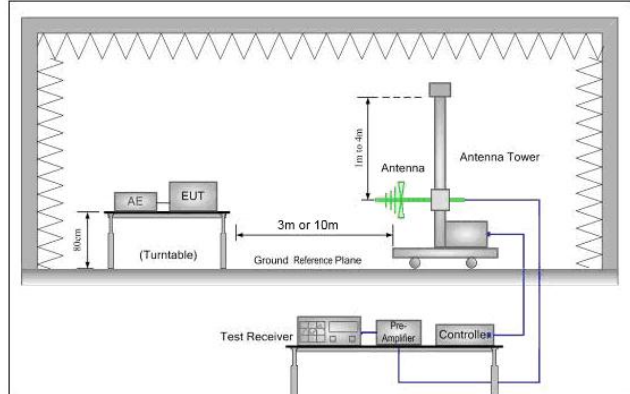 1m to 4m
Antenna
Antenna Tower
AE
EUT
80cm
3m or 10m
(Turntable)
Ground Reference Plane
Test Receiver
Pre-
Amplifier
Controller